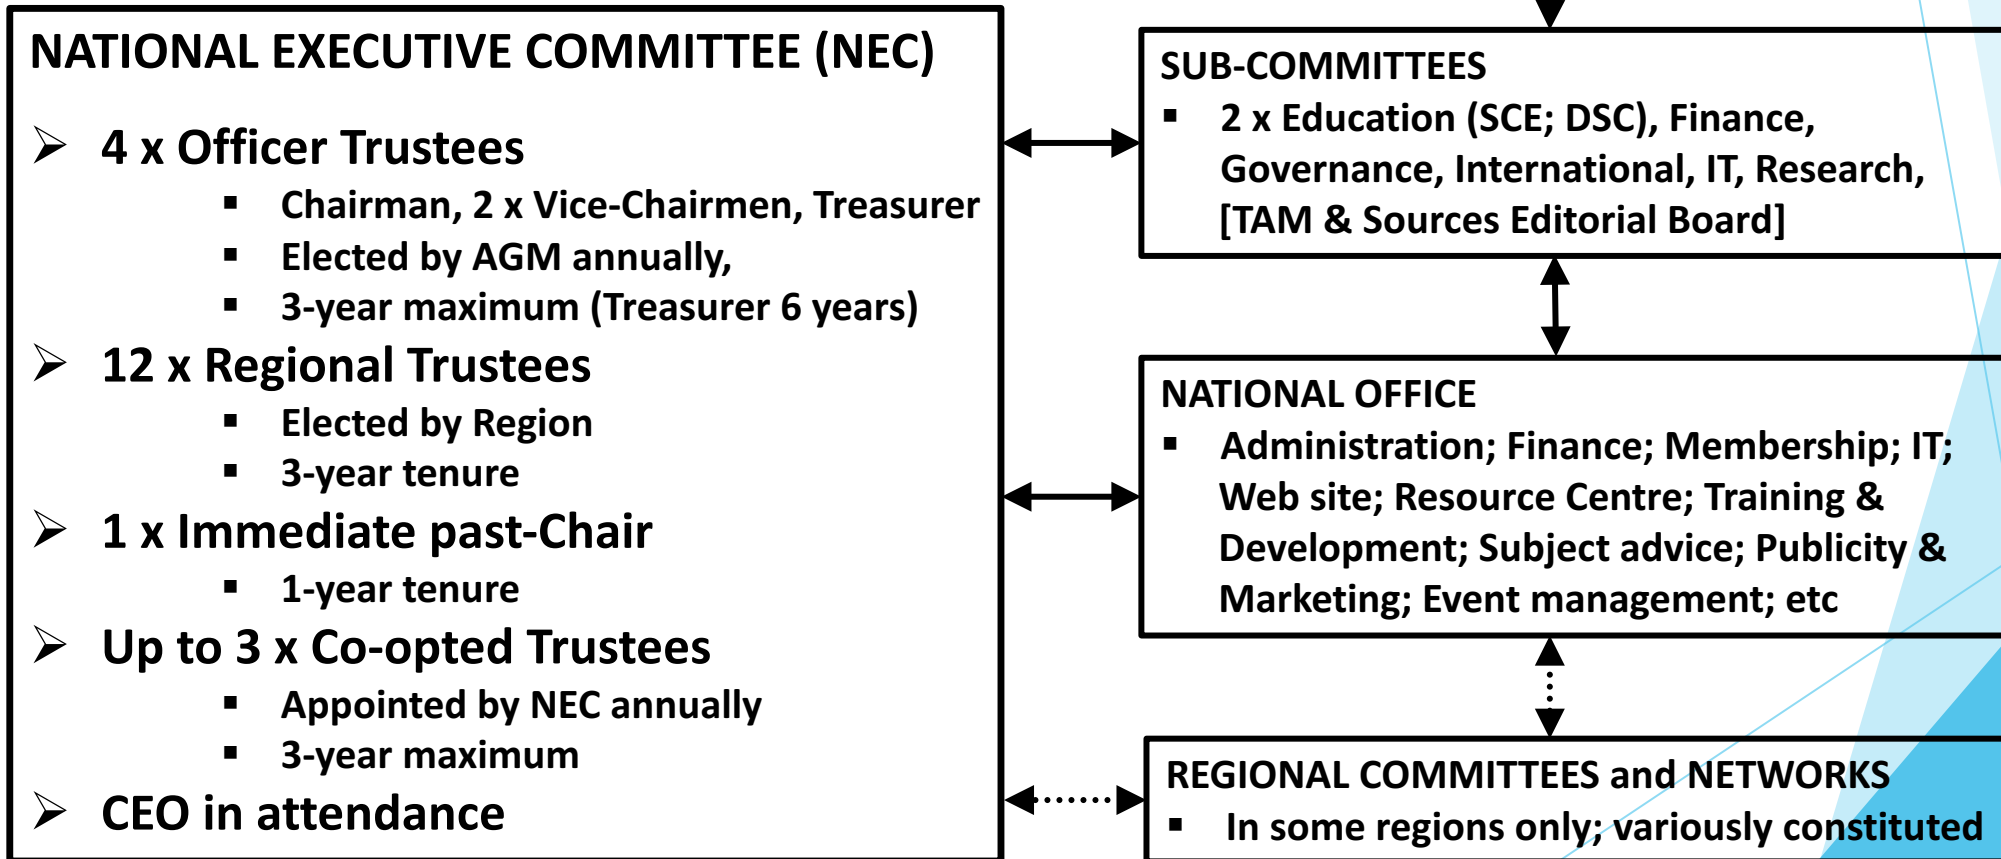 NATIONAL EXECUTIVE COMMITTEE (NEC)
➢ 4 x Officer Trustees
▪ Chairman, 2 x Vice-Chairmen, Treasurer
▪ Elected by AGM annually,
▪ 3-year maximum (Treasurer 6 years)
➢ 12 x Regional Trustees
▪ Elected by Region
▪ 3-year tenure
➢ 1 x Immediate past-Chair
▪ 1-year tenure
➢ Up to 3 x Co-opted Trustees
▪ Appointed by NEC annually
▪ 3-year maximum
➢ CEO in attendance
SUB-COMMITTEES
▪ 2 x Education (SCE; DSC), Finance,
Governance, International, IT, Research,
[TAM & Sources Editorial Board]
NATIONAL OFFICE
▪ Administration; Finance; Membership; IT;
Web site; Resource Centre; Training &
Development; Subject advice; Publicity &
Marketing; Event management; etc
REGIONAL COMMITTEES and NETWORKS
▪ In some regions only; variously constituted